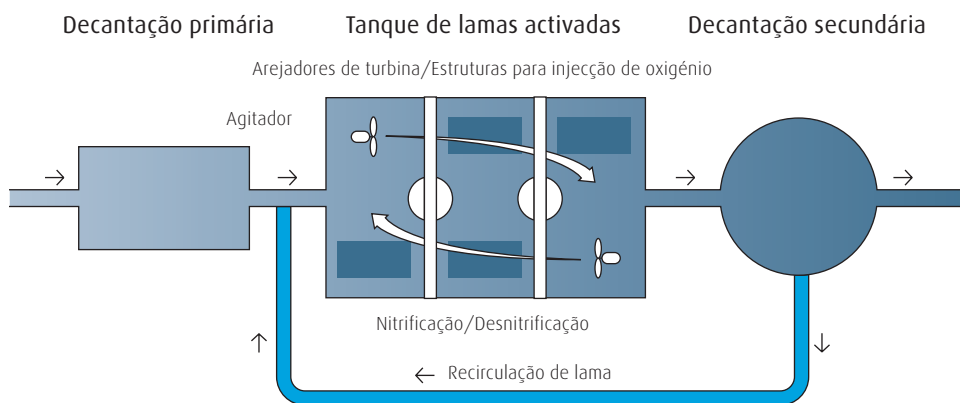 Decantação primária
Tanque de lamas activadas
Decantação secundária
Arejadores de turbina/Estruturas para injecção de oxigénio
Agitador
Nitrificação/Desnitrificação
Recirculação de lama